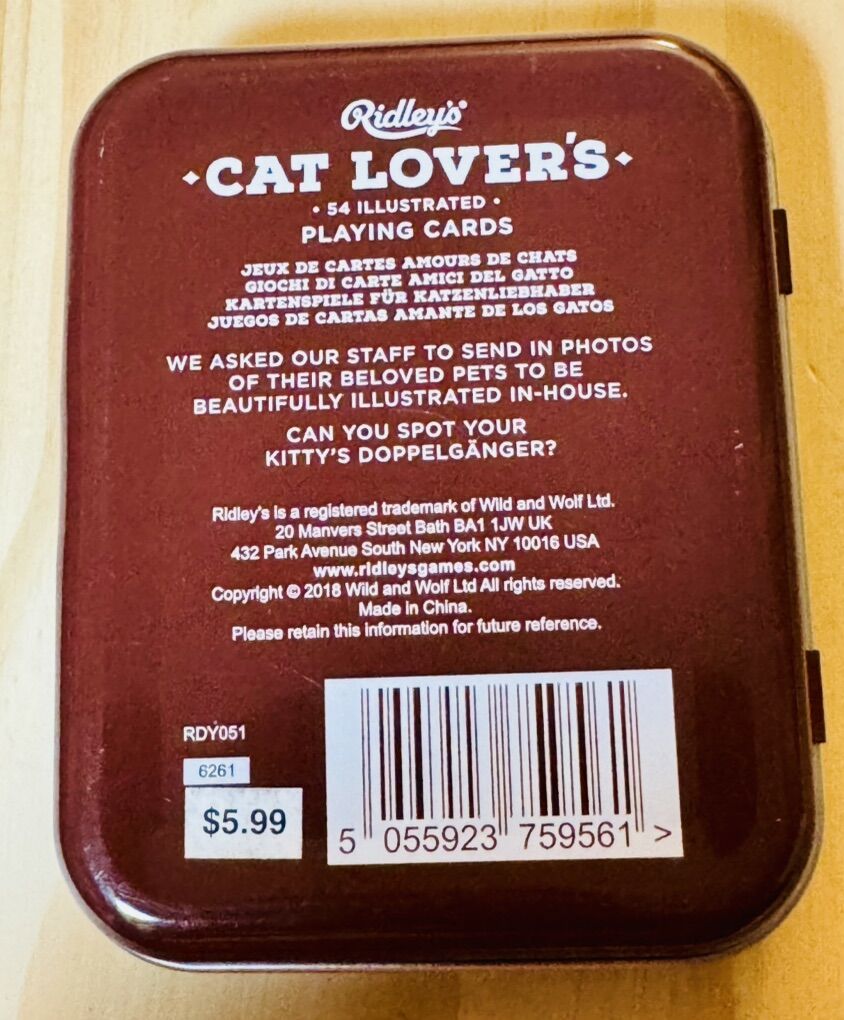 Ridley's®
CAT LOVER'S
• 54 ILLUSTRATED •
PLAYING CARDS
JEUX DE CARTES AMOURS DE CHATS
GIOCHI DI CARTE AMICI DEL GATTO
KARTENSPIELE FÜR KATZENLIEBHABER
JUEGOS DE CARTAS AMANTE DE LOS GATOS
WE ASKED OUR STAFF TO SEND IN PHOTOS
OF THEIR BELOVED PETS TO BE
BEAUTIFULLY ILLUSTRATED IN-HOUSE.
CAN YOU SPOT YOUR
KITTY'S DOPPELGÄNGER?
Ridley's is a registered trademark of Wild and Wolf Ltd.
20 Manvers Street Bath BA1 1JW UK
432 Park Avenue South New York NY 10016 USA
www.ridleysgames.com
Copyright © 2018 Wild and Wolf Ltd All rights reserved.
Made in China.
Please retain this information for future reference.
RDY051
6261
$5.99
5 055923 759561 >